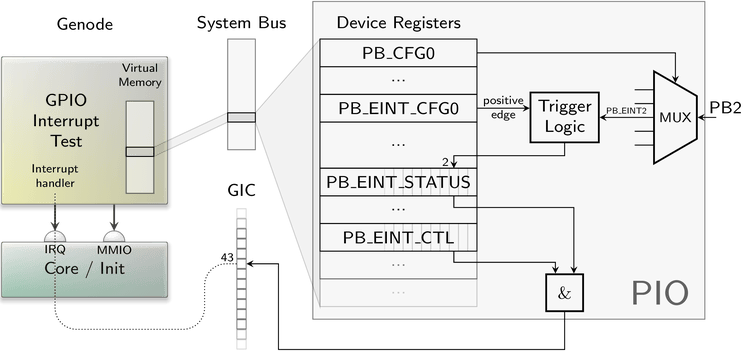 Genode
System Bus
Device Registers
Virtual
Memory
GPIO
Interrupt
Test
Interrupt
handler
IRQ
MMIO
Core / Init
GIC
43
PB_CFG0
...
PB_EINT_CFG0
...
2
PB_EINT_STATUS
...
PB_EINT_CTL
...
...
positive
edge
Trigger
Logic
PB_EINT2
MUX
PB2
&
PIO